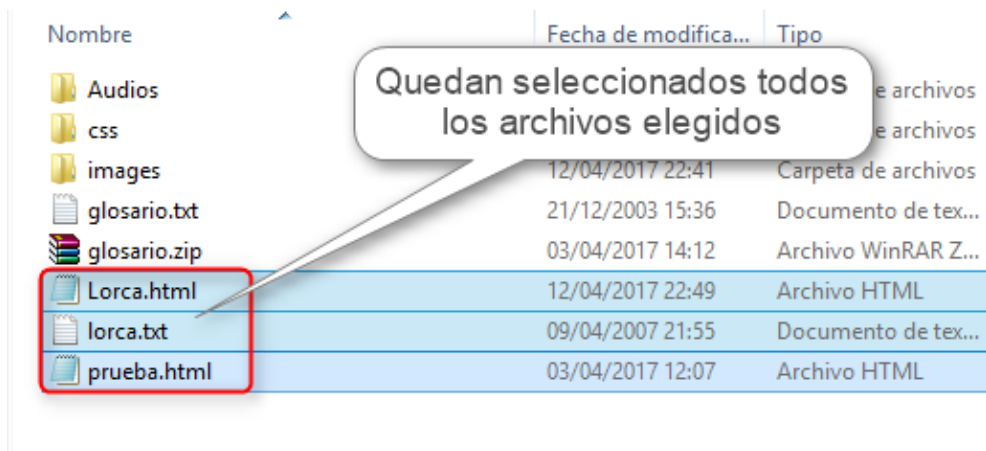 Nombre Fecha de modifica... Tipo
Quedan seleccionados todos
los archivos elegidos
Audios e archivos
css e archivos
images 12/04/2017 22:41 Carpeta de archivos
glosario.txt 21/12/2003 15:36 Documento de tex...
glosario.zip 03/04/2017 14:12 Archivo WinRAR Z...
Lorca.html 12/04/2017 22:49 Archivo HTML
lorca.txt 09/04/2007 21:55 Documento de tex...
prueba.html 03/04/2017 12:07 Archivo HTML